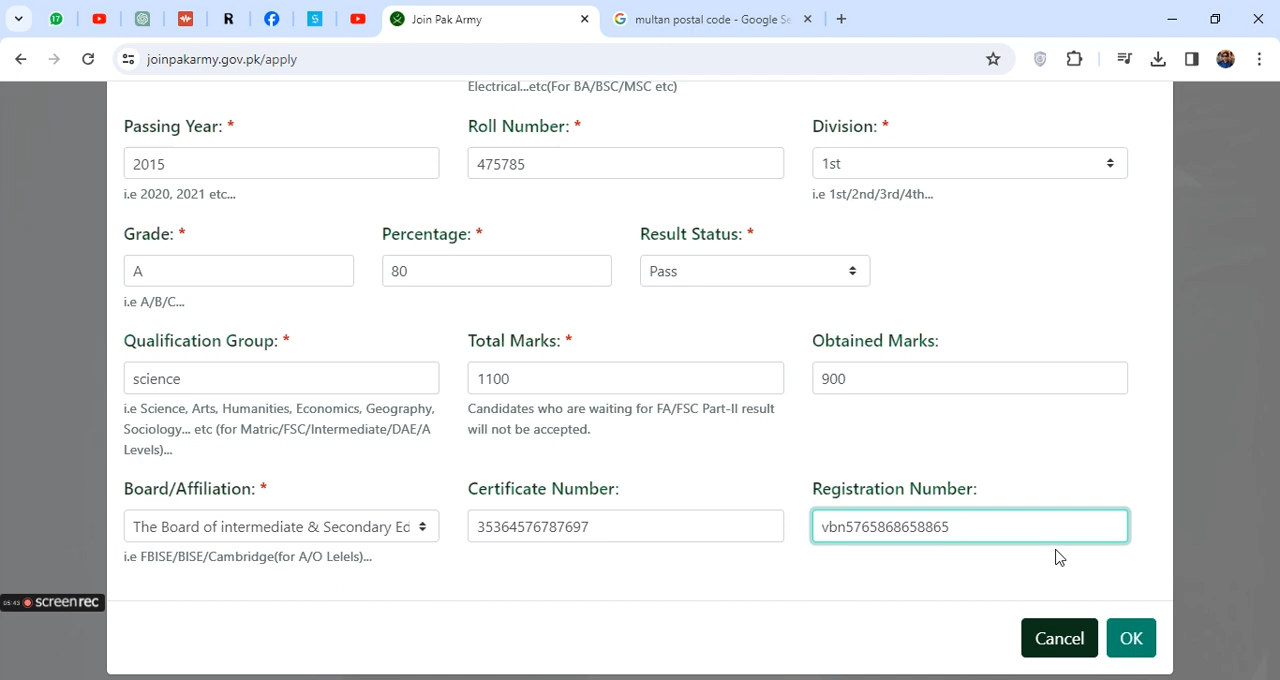 Join Pak Army
multan postal code - Google Se
joinpakarmy.gov.pk/apply
Electrical...etc(For BA/BSC/MSC etc)
Passing Year: * Roll Number: * Division: *
2015 475785 1st
i.e 2020, 2021 etc... i.e 1st/2nd/3rd/4th...
Grade: * Percentage: * Result Status: *
A 80 Pass
i.e A/B/C...
Qualification Group: * Total Marks: * Obtained Marks:
science 1100 900
i.e Science, Arts, Humanities, Economics, Geography, Candidates who are waiting for FA/FSC Part-II result
Sociology... etc (for Matric/FSC/Intermediate/DAE/A will not be accepted.
Levels)...
Board/Affiliation: * Certificate Number: Registration Number:
The Board of intermediate & Secondary Ed 35364576787697 vbn5765868658865
i.e FBISE/BISE/Cambridge(for A/O Lelels)...
05:43 screenrec
Cancel OK